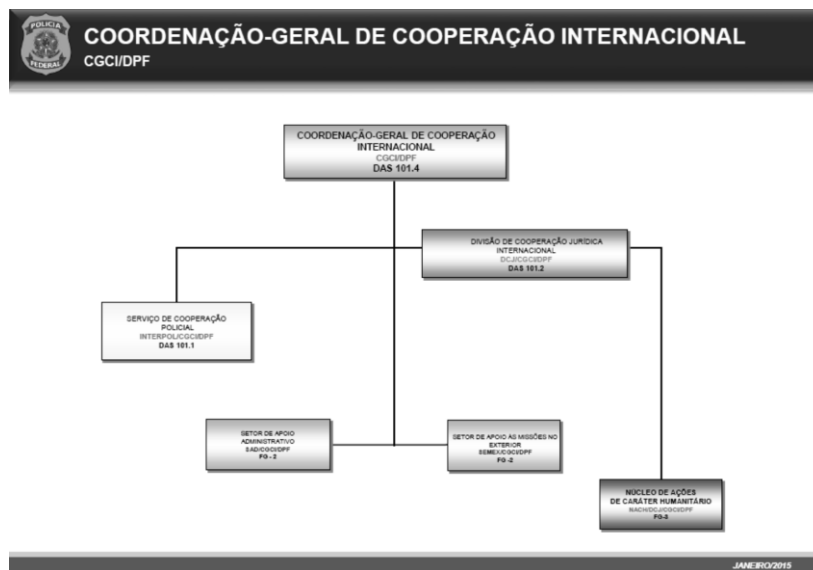 POLICIA
FEDERAL
COORDENAÇÃO-GERAL DE COOPERAÇÃO INTERNACIONAL
CGCI/DPF
COORDENAÇÃO-GERAL DE COOPERAÇÃO
INTERNACIONAL
CGCI/DPF
DAS 101.4
DIVISÃO DE COOPERAÇÃO JURÍDICA
INTERNACIONAL
DCJ/CGCI/DPF
DAS 101.2
SERVIÇO DE COOPERAÇÃO
POLICIAL
INTERPOL/CGCI/DPF
DAS 101.1
SETOR DE APOIO
ADMINISTRATIVO
SAD/CGCI/DPF
FG - 2
SETOR DE APOIO ÀS MISSÕES NO
EXTERIOR
SEMEX/CGCI/DPF
FG -2
NÚCLEO DE AÇÕES
DE CARÁTER HUMANITÁRIO
NACH/DCJ/CGCI/DPF
FG-3
JANEIRO/2015